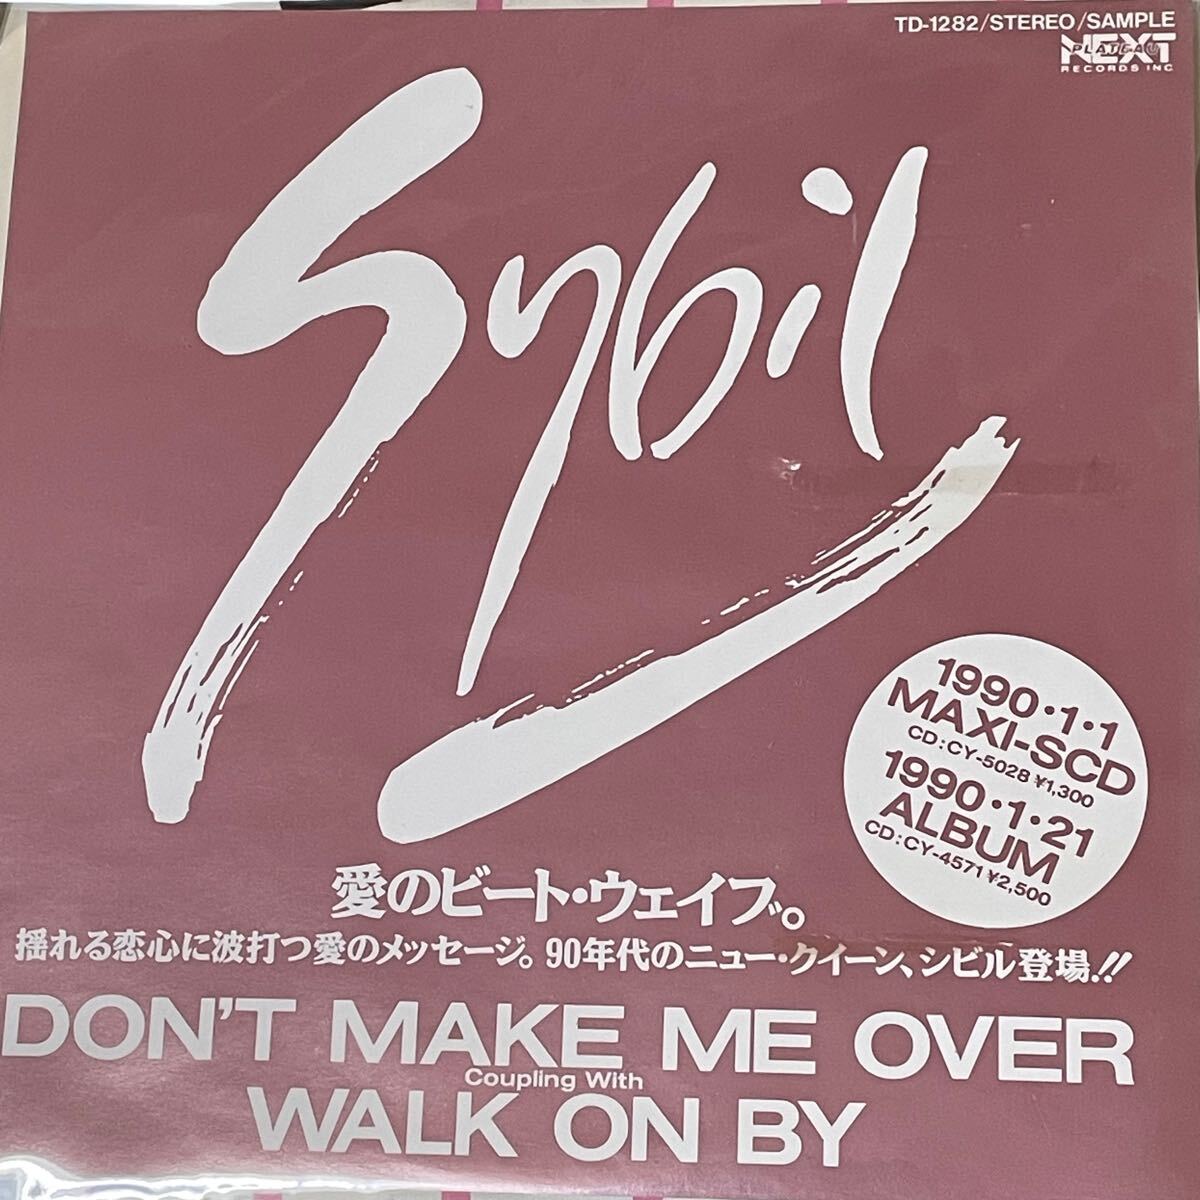 TD-1282/STEREO/SAMPLE
NEXT
PLATEAU
RECORDS INC
Sybil
1990・1・1
MAXI-SCD
CD:CY-5028 ¥1,300
1990・1・21
ALBUM
CD:CY-4571 ¥2,500
愛のビート・ウェイブ。
揺れる恋心に波打つ愛のメッセージ。90年代のニュー・クイーン、シビル登場!!
DON'T MAKE ME OVER
Coupling With
WALK ON BY